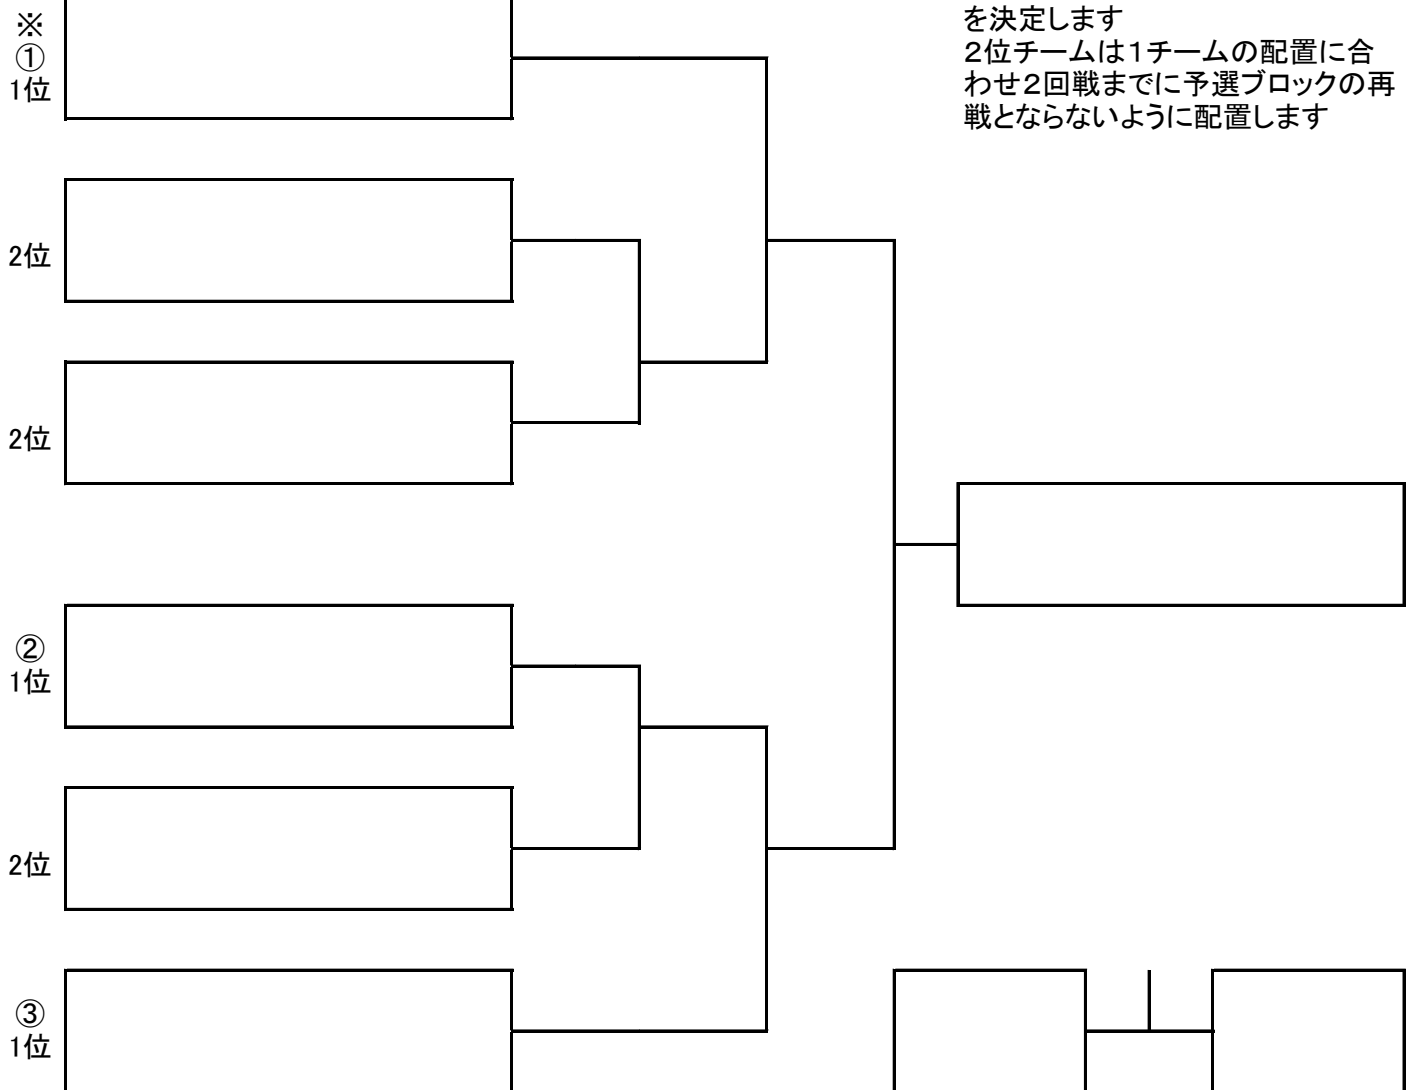 を決定します
２位チームは１チームの配置に合
わせ２回戦までに予選ブロックの再
戦とならないように配置します
※
①
1位
2位
2位
②
1位
2位
③
1位